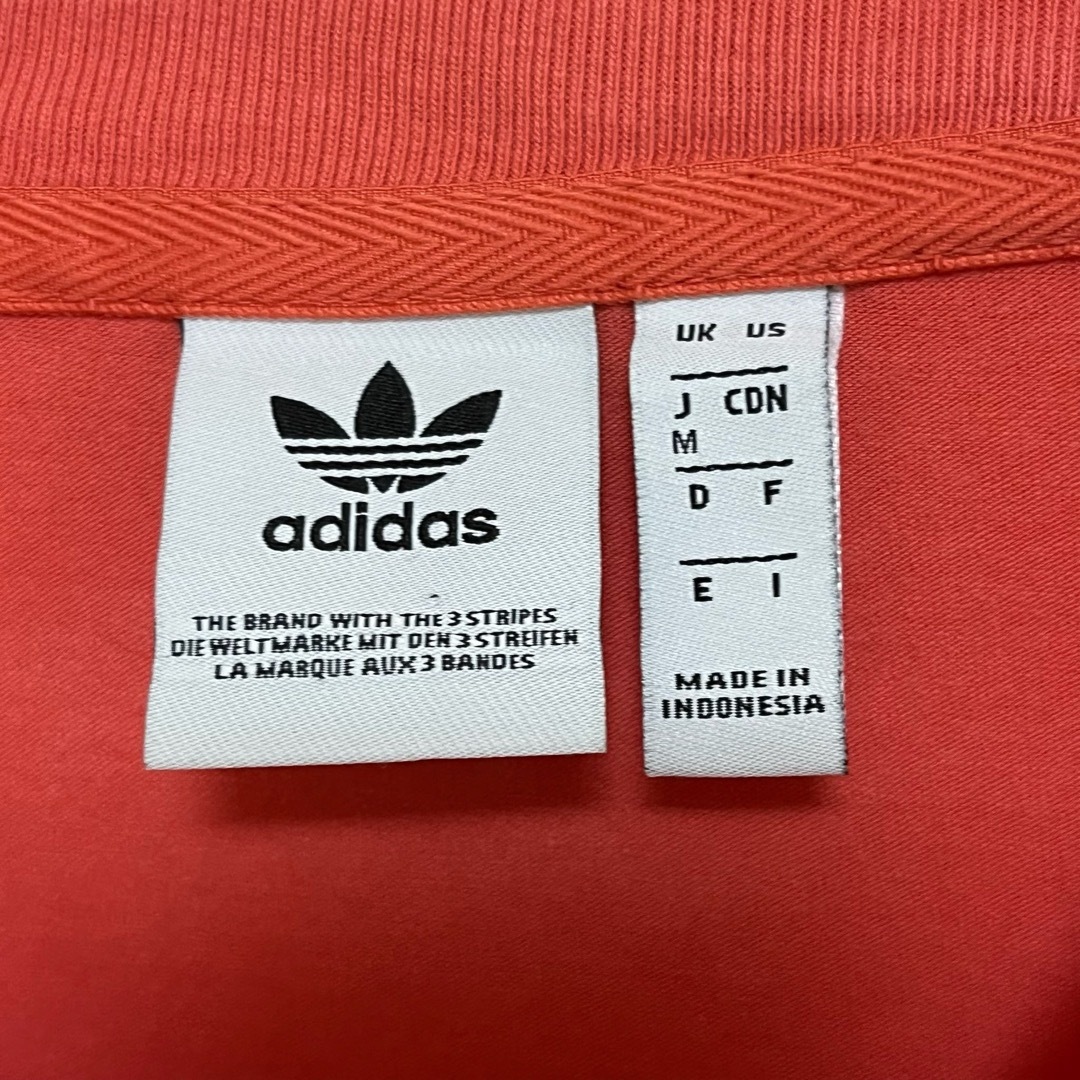 adidas
THE BRAND WITH THE 3 STRIPES
DIE WELTMARKE MIT DEN 3 STREIFEN
LA MARQUE AUX 3 BANDES
UK US
J CDN
M
D F
E I
MADE IN
INDONESIA